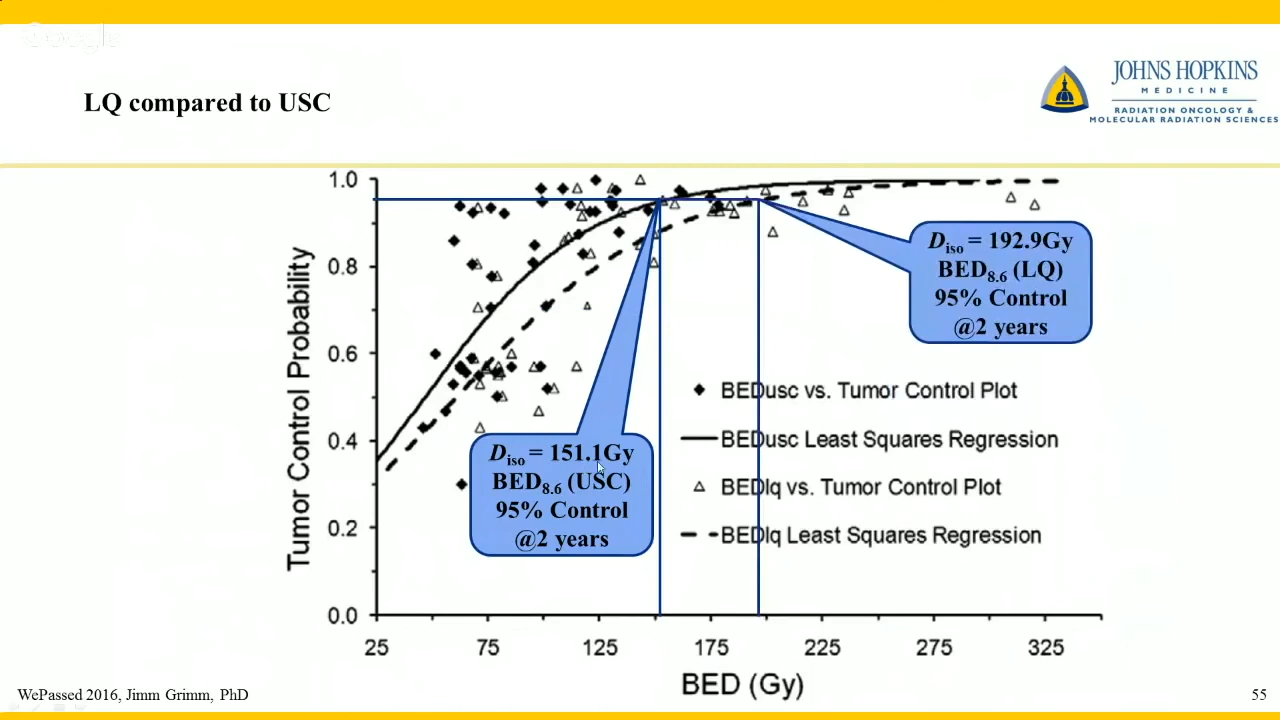 Google
LQ compared to USC
JOHNS HOPKINS
MEDICINE
RADIATION ONCOLOGY &
MOLECULAR RADIATION SCIENCES
Tumor Control Probability
1.0
0.8
0.6
0.4
0.2
0.0
Diso = 192.9Gy
BED8.6 (LQ)
95% Control
@2 years
Diso = 151.1Gy
BED8.6 (USC)
95% Control
@2 years
BEDusc vs. Tumor Control Plot
BEDusc Least Squares Regression
BEDlq vs. Tumor Control Plot
BEDlq Least Squares Regression
25 75 125 175 225 275 325
BED (Gy)
WePassed 2016, Jimm Grimm, PhD
55